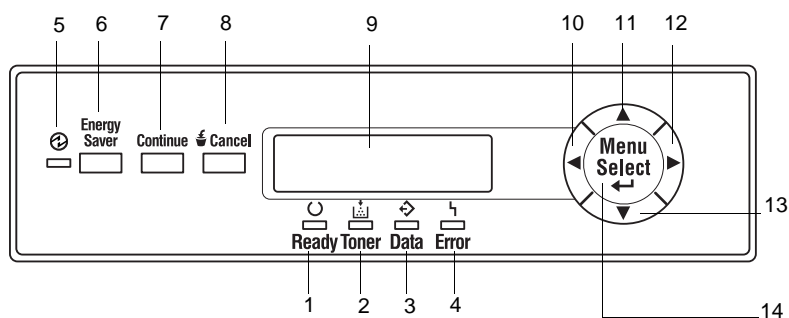 5 6 7 8 9 10 11 12
Energy
Saver
Continue
Cancel
Menu
Select
Ready Toner Data Error
13
1 2 3 4
14